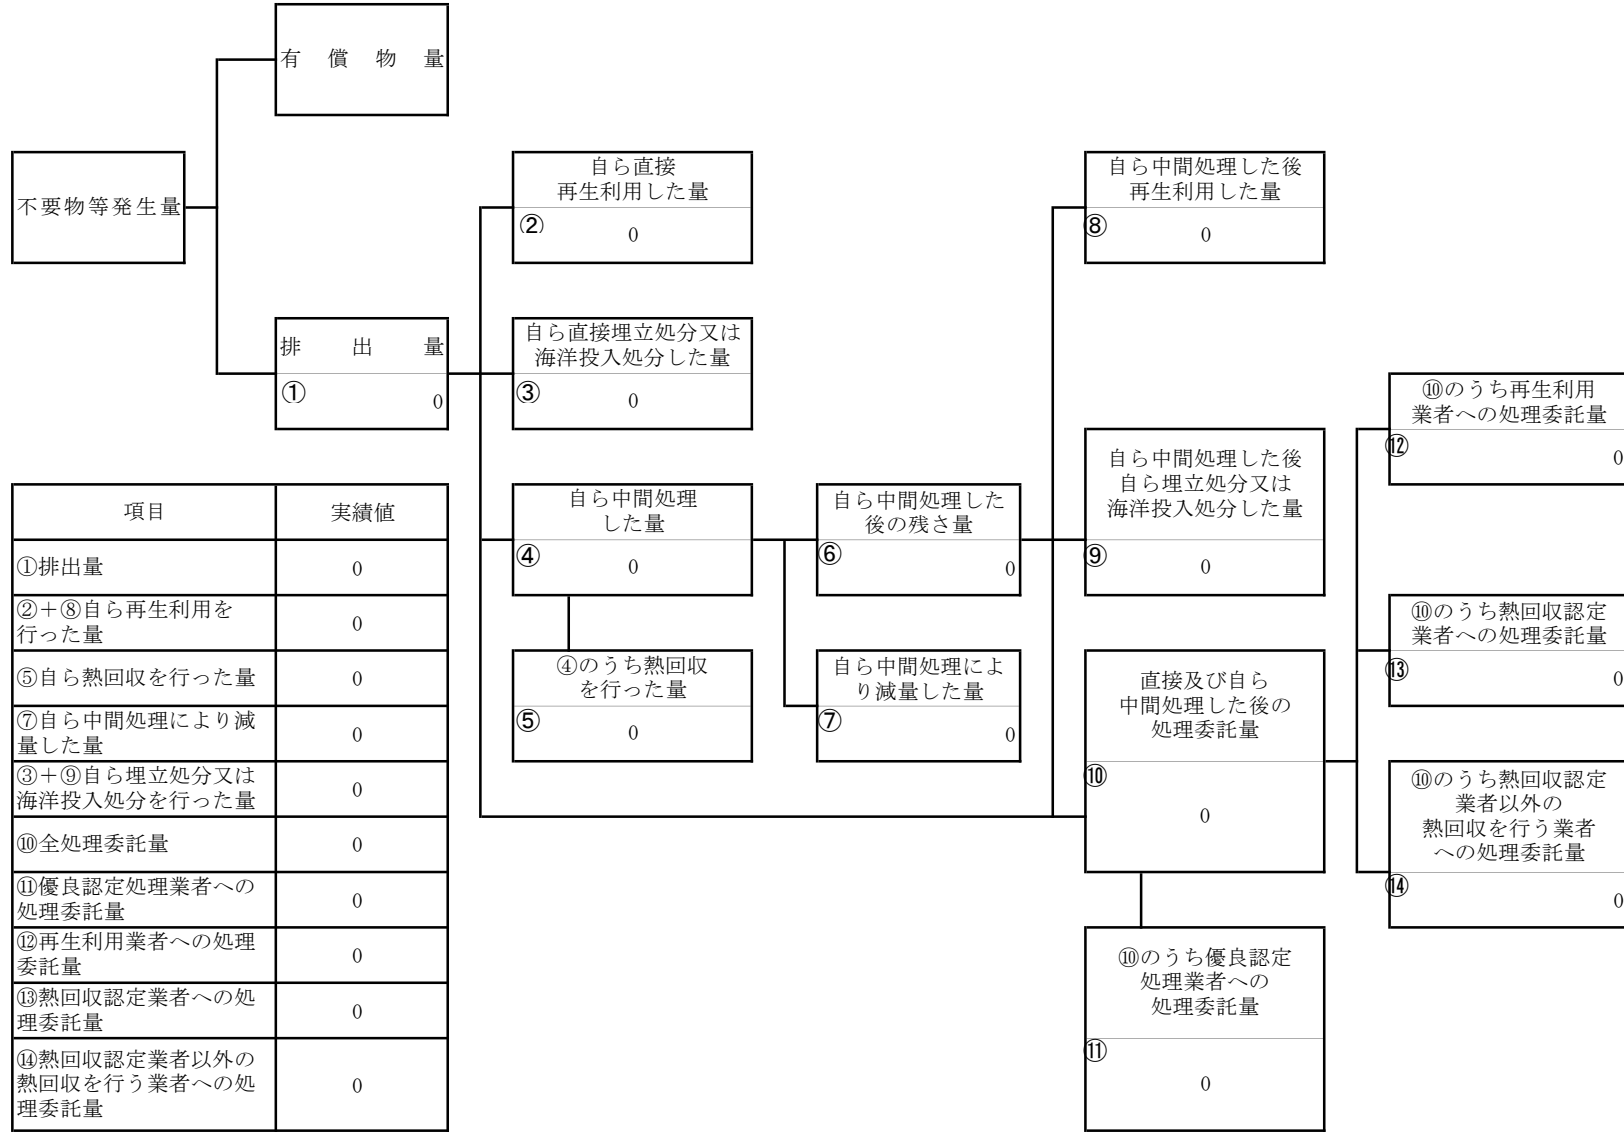 有償物量
不要物等発生量
排出量
①
0
自ら直接
再生利用した量
②
0
自ら直接埋立処分又は
海洋投入処分した量
③
0
自ら中間処理
した量
④
0
④のうち熱回収
を行った量
⑤
0
自ら中間処理した
後の残さ量
⑥
0
自ら中間処理によ
り減量した量
⑦
0
自ら中間処理した後
再生利用した量
⑧
0
自ら中間処理した後
自ら埋立処分又は
海洋投入処分した量
⑨
0
直接及び自ら
中間処理した後の
処理委託量
⑩
0
⑩のうち優良認定
処理業者への
処理委託量
⑪
0
⑩のうち再生利用
業者への処理委託量
⑫
0
⑩のうち熱回収認定
業者への処理委託量
⑬
0
⑩のうち熱回収認定
業者以外の
熱回収を行う業者
への処理委託量
⑭
0
項目 実績値
①排出量 0
②＋⑧自ら再生利用を
行った量 0
⑤自ら熱回収を行った量 0
⑦自ら中間処理により減
量した量 0
③＋⑨自ら埋立処分又は
海洋投入処分を行った量 0
⑩全処理委託量 0
⑪優良認定処理業者への
処理委託量 0
⑫再生利用業者への処理
委託量 0
⑬熱回収認定業者への処
理委託量 0
⑭熱回収認定業者以外の
熱回収を行う業者への処 0
理委託量